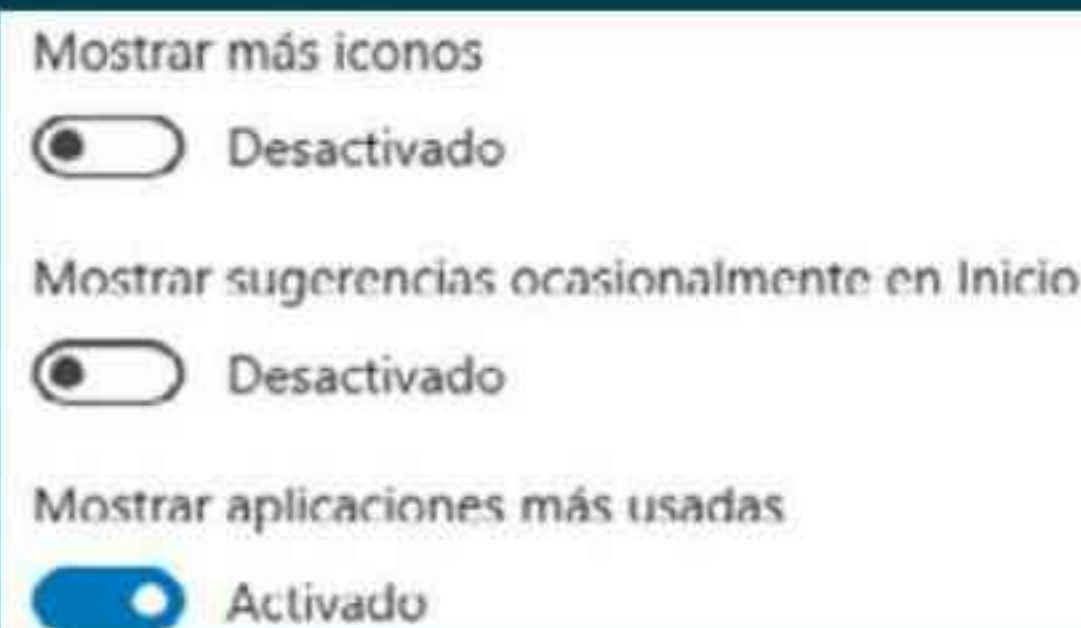 Mostrar más iconos
Desactivado
Mostrar sugerencias ocasionalmente en Inicio
Desactivado
Mostrar aplicaciones más usadas
Activado